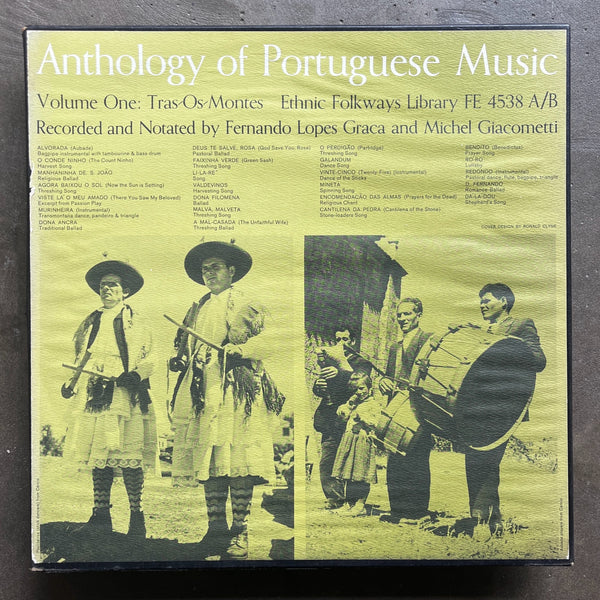 Anthology of Portuguese Music
Volume One: Tras-Os-Montes Ethnic Folkways Library FE 4538 A/B
Recorded and Notated by Fernando Lopes Graca and Michel Giacometti
ALVORADA (Aubade)
Bagpipe instrumental with tambourine & bass drum
O CONDE NINHO (The Count Ninho)
Harvest Song
MANHANINHA DE S. JOÃO
Religious Ballad
AGORA BAIXOU O SOL (Now the Sun is Setting)
Threshing Song
VISTE LA O MEU AMADO (There You Saw My Beloved)
Excerpt from Passion Play
MURINHEIRA (Instrumental)
Transmontana dance, pandeiro & triangle
DONA ANCRA
Traditional Ballad
DEUS TE SALVE, ROSA (God Save You, Rose)
Pastoral Ballad
FAIXINHA VERDE (Green Sash)
Threshing Song
LI-LA-RE'
Song
VALDEVINOS
Harvesting Song
DONA FILOMENA
Ballad
MALVA, MALVETA
Threshing Song
A MAL-CASADA (The Unfaithful Wife)
Threshing Ballad
O PERDIGÃO (Partridge)
Threshing Song
GALANDUM
Dance Song
VINTE-CINCO (Twenty-Five) (Instrumental)
Dance of the Sticks
MINETA
Spinning Song
ENCOMENDAÇÃO DAS ALMAS (Prayers for the Dead)
Religious Chant
CANTILENA DA PEDRA (Cantilena of the Stone)
Stone-loaders Song
BENDITO (Benedictus)
Prayer Song
RO-RO
Lullaby
REDONDO (Instrumental)
Pastoral dance, flute, bagpipe, triangle
D. FERNANDO
Romance Ballad
DA-LA-DOU
Shepherd's Song
COVER DESIGN BY RONALD CLYNE